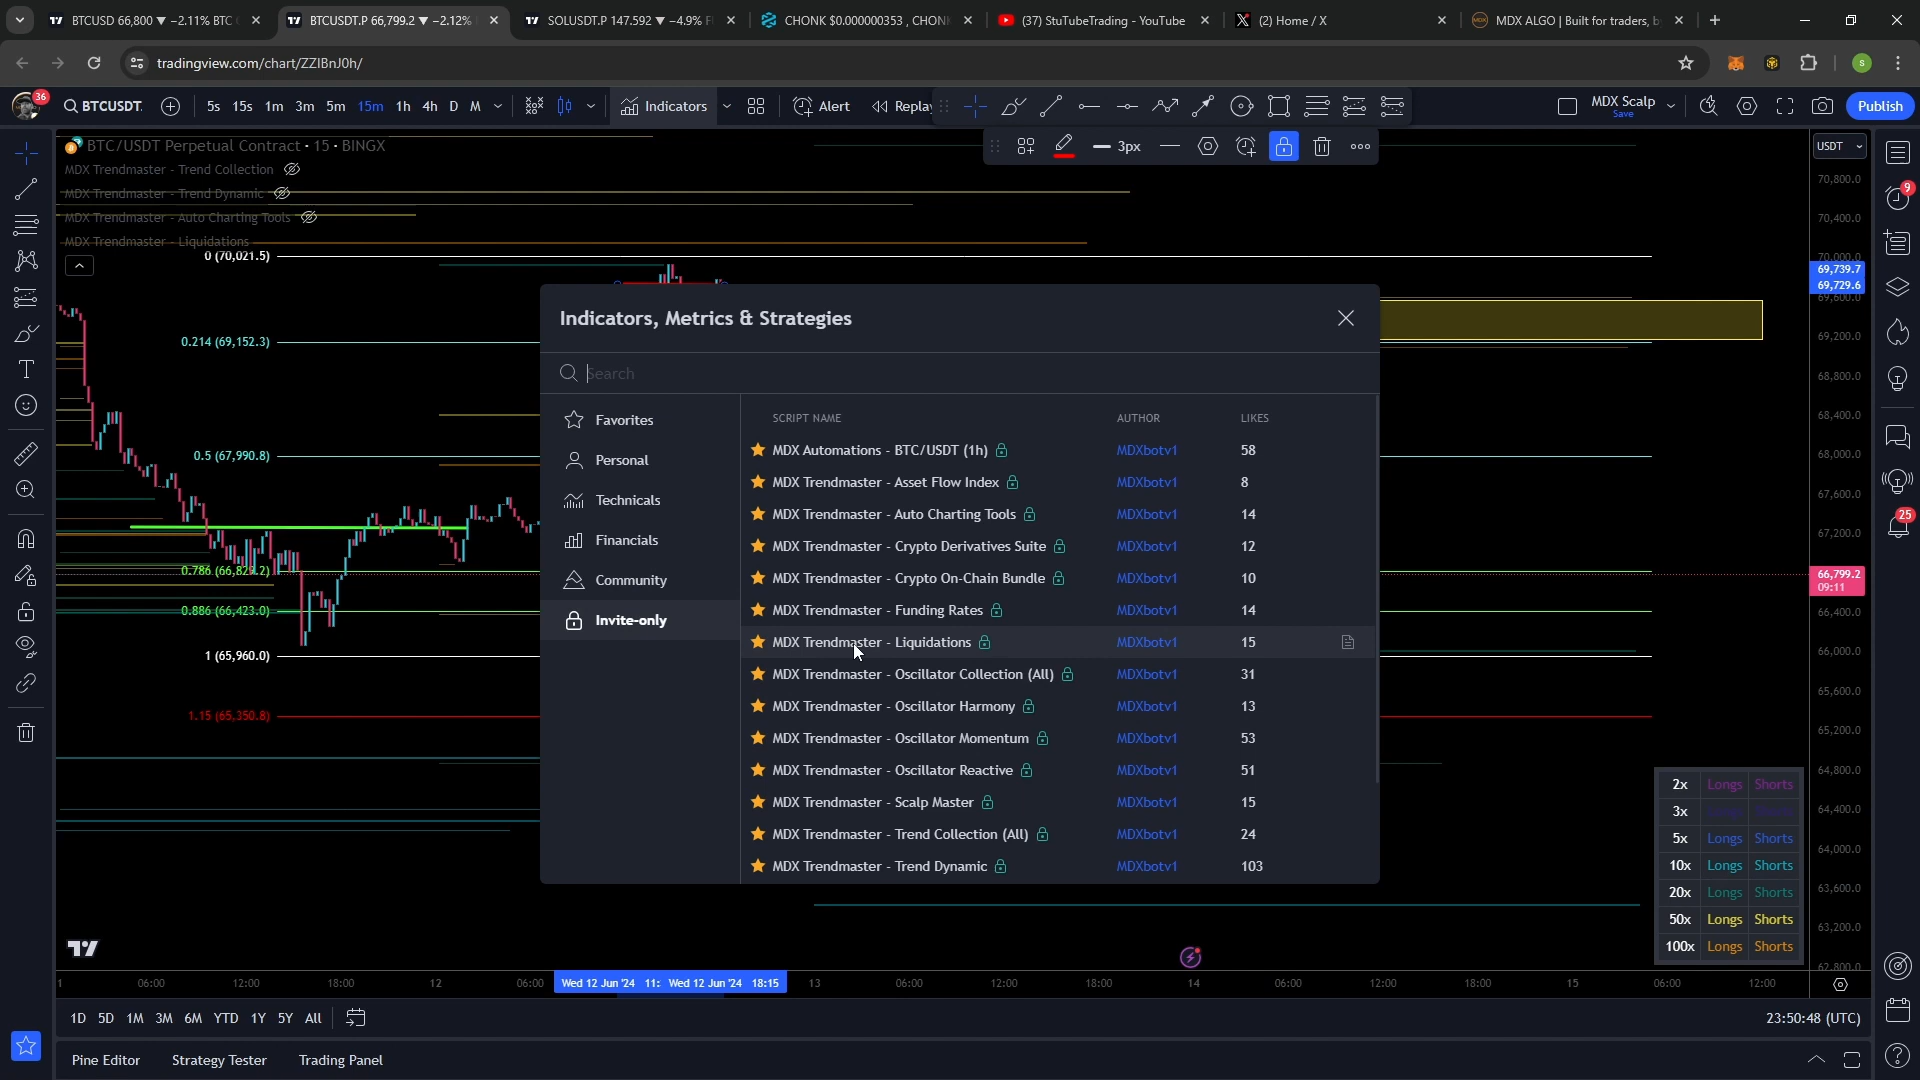 BTCUSD 66,800 ▼ −2.11% BTC
BTCUSDT.P 66,799.2 ▼ −2.12%
SOLUSDT.P 147.592 ▼ −4.9%
CHONK $0.000000353 , CHON
(37) StuTubeTrading - YouTube
(2) Home / X
MDX ALGO | Built for traders, b
tradingview.com/chart/ZZIBnJ0h/
S
36
BTCUSDT.
5s 15s 1m 3m 5m 15m 1h 4h D M
Indicators
Alert
Replay
MDX Scalp
Save
Publish
3px
USDT
BTC/USDT Perpetual Contract · 15 · BINGX
MDX Trendmaster - Trend Collection
MDX Trendmaster - Trend Dynamic
MDX Trendmaster - Auto Charting Tools
MDX Trendmaster - Liquidations
0 (70,021.5)
0.214 (69,152.3)
0.5 (67,990.8)
0.786 (66,829.2)
0.886 (66,423.0)
1 (65,960.0)
1.15 (65,350.8)
Indicators, Metrics & Strategies
Search
Favorites
Personal
Technicals
Financials
Community
Invite-only
SCRIPT NAME AUTHOR LIKES
MDX Automations - BTC/USDT (1h) MDXbotv1 58
MDX Trendmaster - Asset Flow Index MDXbotv1 8
MDX Trendmaster - Auto Charting Tools MDXbotv1 14
MDX Trendmaster - Crypto Derivatives Suite MDXbotv1 12
MDX Trendmaster - Crypto On-Chain Bundle MDXbotv1 10
MDX Trendmaster - Funding Rates MDXbotv1 14
MDX Trendmaster - Liquidations MDXbotv1 15
MDX Trendmaster - Oscillator Collection (All) MDXbotv1 31
MDX Trendmaster - Oscillator Harmony MDXbotv1 13
MDX Trendmaster - Oscillator Momentum MDXbotv1 53
MDX Trendmaster - Oscillator Reactive MDXbotv1 51
MDX Trendmaster - Scalp Master MDXbotv1 15
MDX Trendmaster - Trend Collection (All) MDXbotv1 24
MDX Trendmaster - Trend Dynamic MDXbotv1 103
70,800.0
70,400.0
70,000.0
69,739.7
69,729.6
69,600.0
69,200.0
68,800.0
68,400.0
68,000.0
67,600.0
67,200.0
66,799.2
09:11
66,400.0
66,000.0
65,600.0
65,200.0
64,800.0
64,400.0
64,000.0
63,600.0
63,200.0
62,800.0
9
25
2x Longs Shorts
3x
5x Longs Shorts
10x Longs Shorts
20x Longs Shorts
50x Longs Shorts
100x Longs Shorts
1 06:00 12:00 18:00 12 06:00 Wed 12 Jun '24 11: Wed 12 Jun '24 18:15 13 06:00 12:00 18:00 14 06:00 12:00 18:00 15 06:00 12:00
1D 5D 1M 3M 6M YTD 1Y 5Y All
23:50:48 (UTC)
Pine Editor Strategy Tester Trading Panel